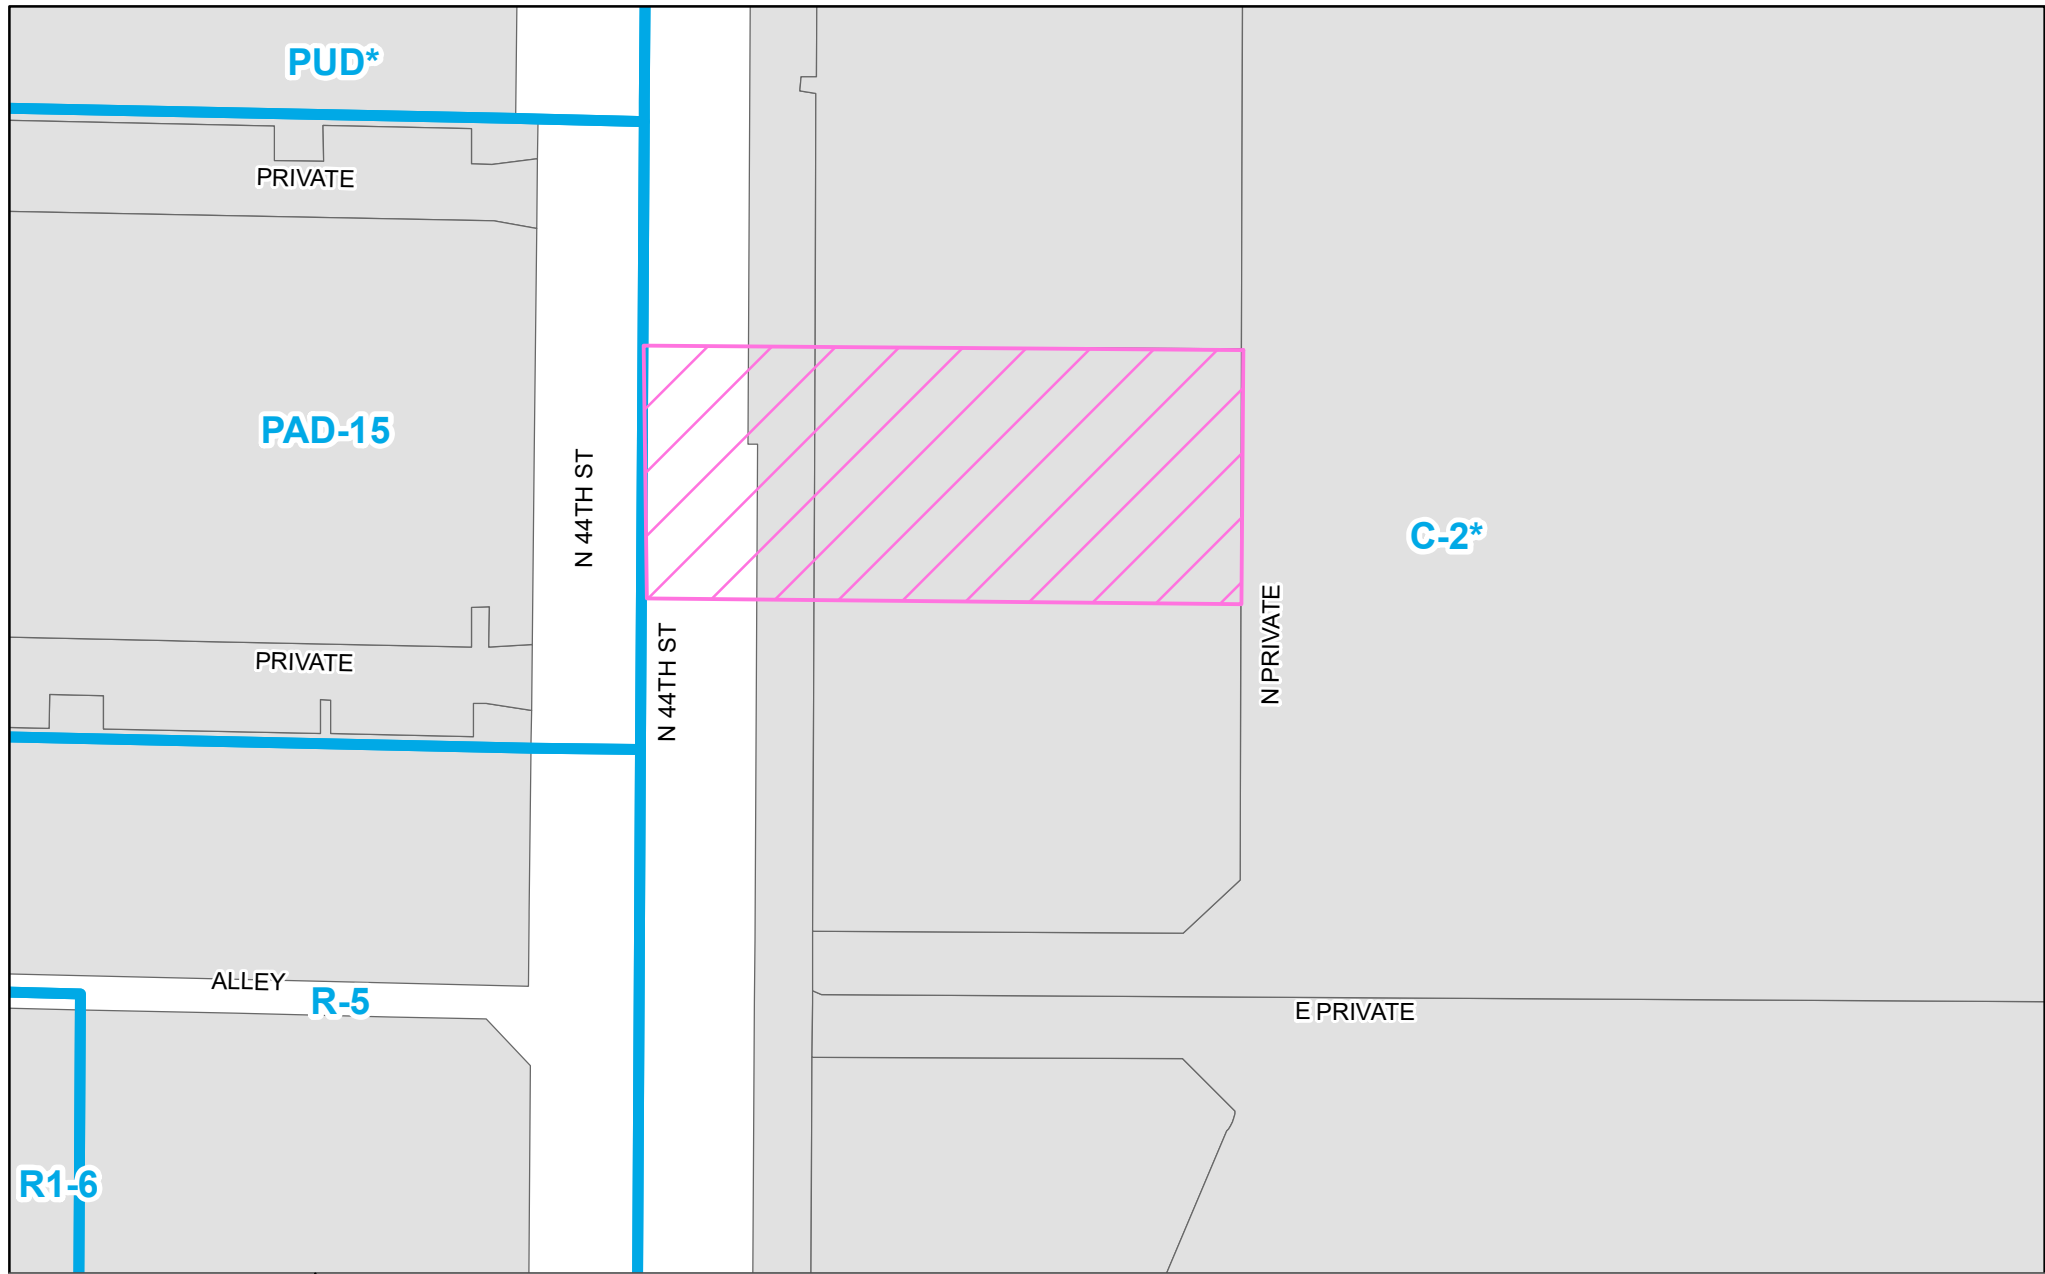 PUD*
PRIVATE
PAD-15
N 44TH ST
C-2*
N PRIVATE
N 44TH ST
PRIVATE
ALLEY
R-5
E PRIVATE
R1-6